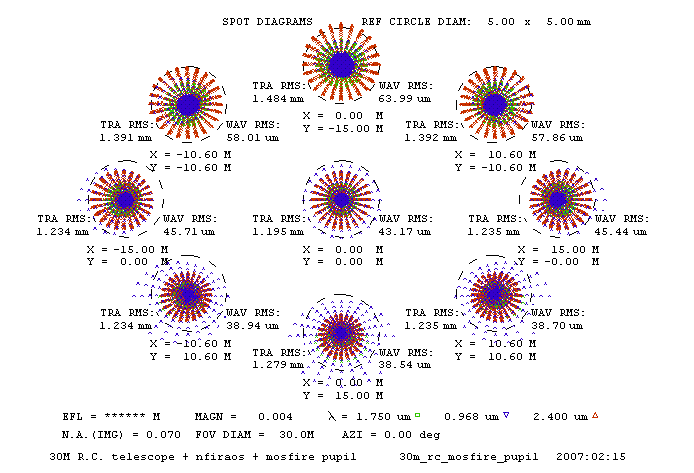 SPOT DIAGRAMS REF CIRCLE DIAM: 5.00 x 5.00 mm
TRA RMS: 1.484 mm WAV RMS: 63.99 um
X = 0.00 M
Y = -15.00 M
TRA RMS: 1.391 mm WAV RMS: 58.01 um
X = -10.60 M
Y = -10.60 M
TRA RMS: 1.392 mm WAV RMS: 57.86 um
X = 10.60 M
Y = -10.60 M
TRA RMS: 1.234 mm WAV RMS: 45.71 um
X = -15.00 M
Y = 0.00 M
TRA RMS: 1.195 mm WAV RMS: 43.17 um
X = 0.00 M
Y = 0.00 M
TRA RMS: 1.235 mm WAV RMS: 45.44 um
X = 15.00 M
Y = -0.00 M
TRA RMS: 1.234 mm WAV RMS: 38.94 um
X = -10.60 M
Y = 10.60 M
TRA RMS: 1.279 mm WAV RMS: 38.54 um
X = 0.00 M
Y = 15.00 M
TRA RMS: 1.235 mm WAV RMS: 38.70 um
X = 10.60 M
Y = 10.60 M
EFL = ****** M MAGN = 0.004 λ = 1.750 um 0.968 um 2.400 um
N.A.(IMG) = 0.070 FOV DIAM = 30.0M AZI = 0.00 deg
30M R.C. telescope + nfiraos + mosfire pupil 30m_rc_mosfire_pupil 2007:02:15